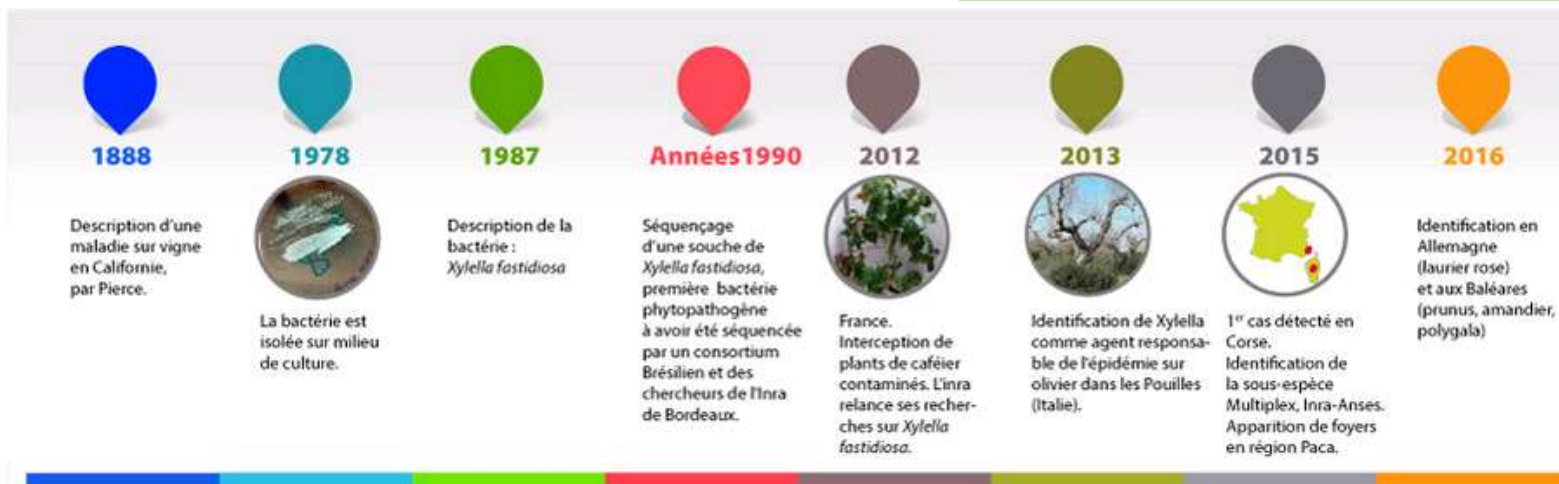 1888
Description d'une
maladie sur vigne
en Californie,
par Pierce.
1978
La bactérie est
isolée sur milieu
de culture.
1987
Description de la
bactérie :
Xylella fastidiosa
Années1990
Séquençage
d'une souche de
Xylella fastidiosa,
première bactérie
phytopathogène
à avoir été séquencée
par un consortium
Brésilien et des
chercheurs de l'Inra
de Bordeaux.
2012
France.
Interception de
plants de caféier
contaminés. L'inra
relance ses recher-
ches sur Xylella
fastidiosa.
2013
Identification de Xylella
comme agent responsa-
ble de l'épidémie sur
olivier dans les Pouilles
(Italie).
2015
1er cas détecté en
Corse.
Identification de
la sous-espèce
Multiplex, Inra-Anses.
Apparition de foyers
en région Paca.
2016
Identification en
Allemagne
(laurier rose)
et aux Baléares
(prunus, amandier,
polygala)